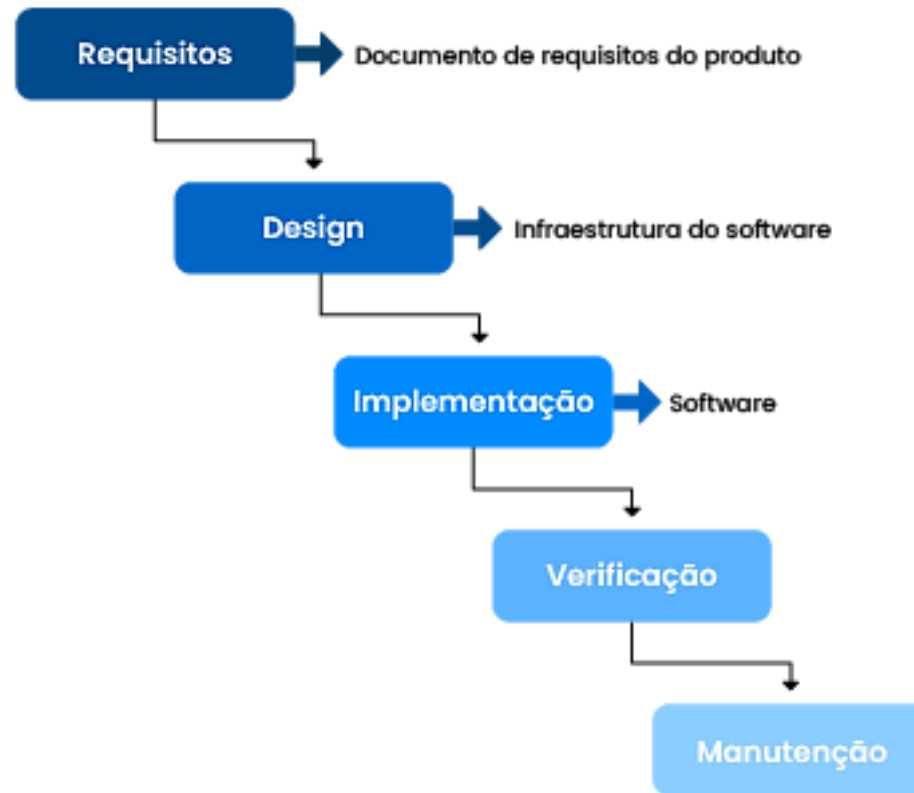 Requisitos
Documento de requisitos do produto
Design
Infraestrutura do software
Implementação
Software
Verificação
Manutenção